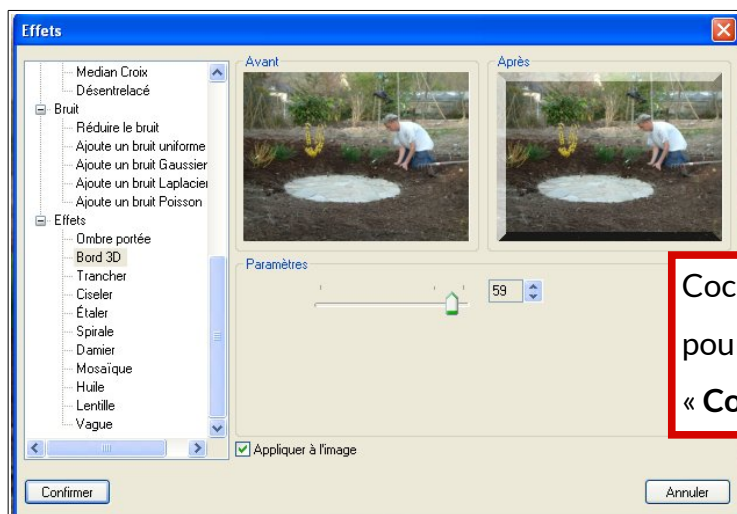 Effets
Median Croix
Désentrelacé
Bruit
Réduire le bruit
Ajoute un bruit uniforme
Ajoute un bruit Gaussier
Ajoute un bruit Laplacier
Ajoute un bruit Poisson
Effets
Ombre portée
Bord 3D
Trancher
Ciseler
Étaler
Spirale
Damier
Mosaïque
Huile
Lentille
Vague
Avant
Après
Paramètres
59
Coc
pou
« Co
Appliquer à l'image
Confirmer
Annuler